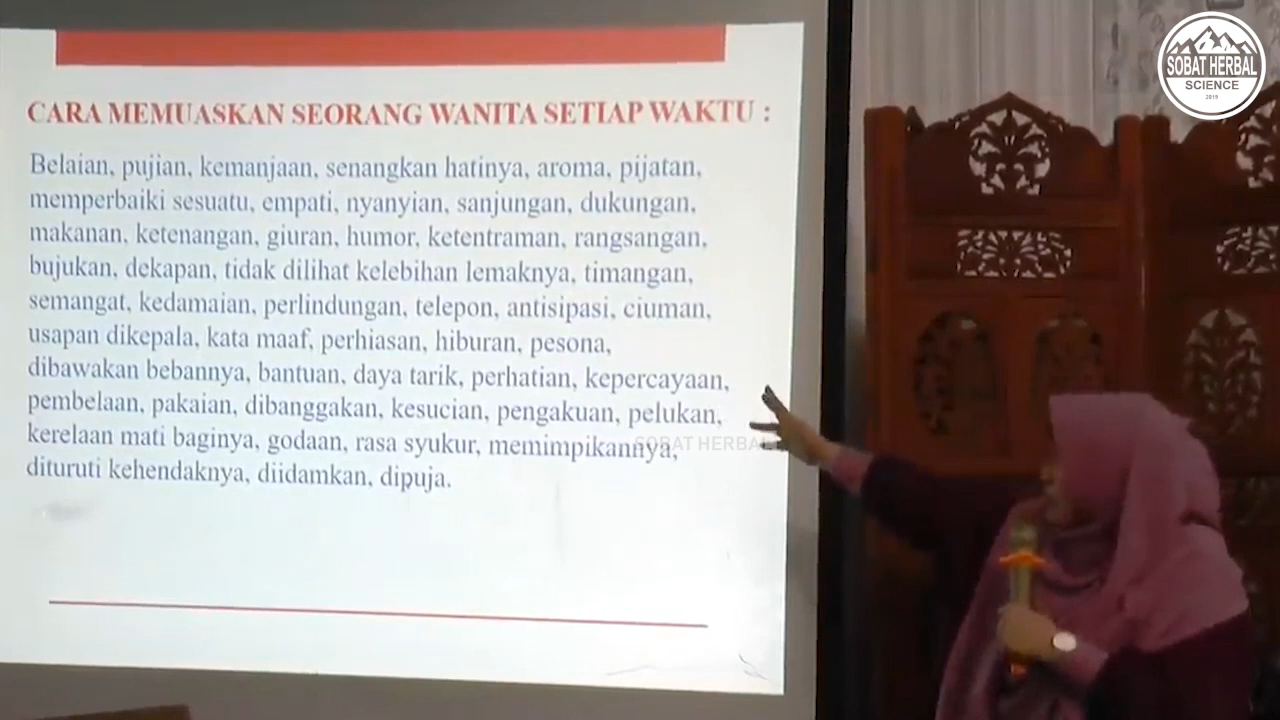 SOBAT HERBAL
SCIENCE
2019
CARA MEMUASKAN SEORANG WANITA SETIAP WAKTU :
Belaian, pujian, kemanjaan, senangkan hatinya, aroma, pijatan,
memperbaiki sesuatu, empati, nyanyian, sanjungan, dukungan,
makanan, ketenangan, giuran, humor, ketentraman, rangsangan,
bujukan, dekapan, tidak dilihat kelebihan lemaknya, timangan,
semangat, kedamaian, perlindungan, telepon, antisipasi, ciuman,
usapan dikepala, kata maaf, perhiasan, hiburan, pesona,
dibawakan bebannya, bantuan, daya tarik, perhatian, kepercayaan,
pembelaan, pakaian, dibanggakan, kesucian, pengakuan, pelukan,
kerelaan mati baginya, godaan, rasa syukur, memimpikannya,
dituruti kehendaknya, diidamkan, dipuja.
SOBAT HERBAL